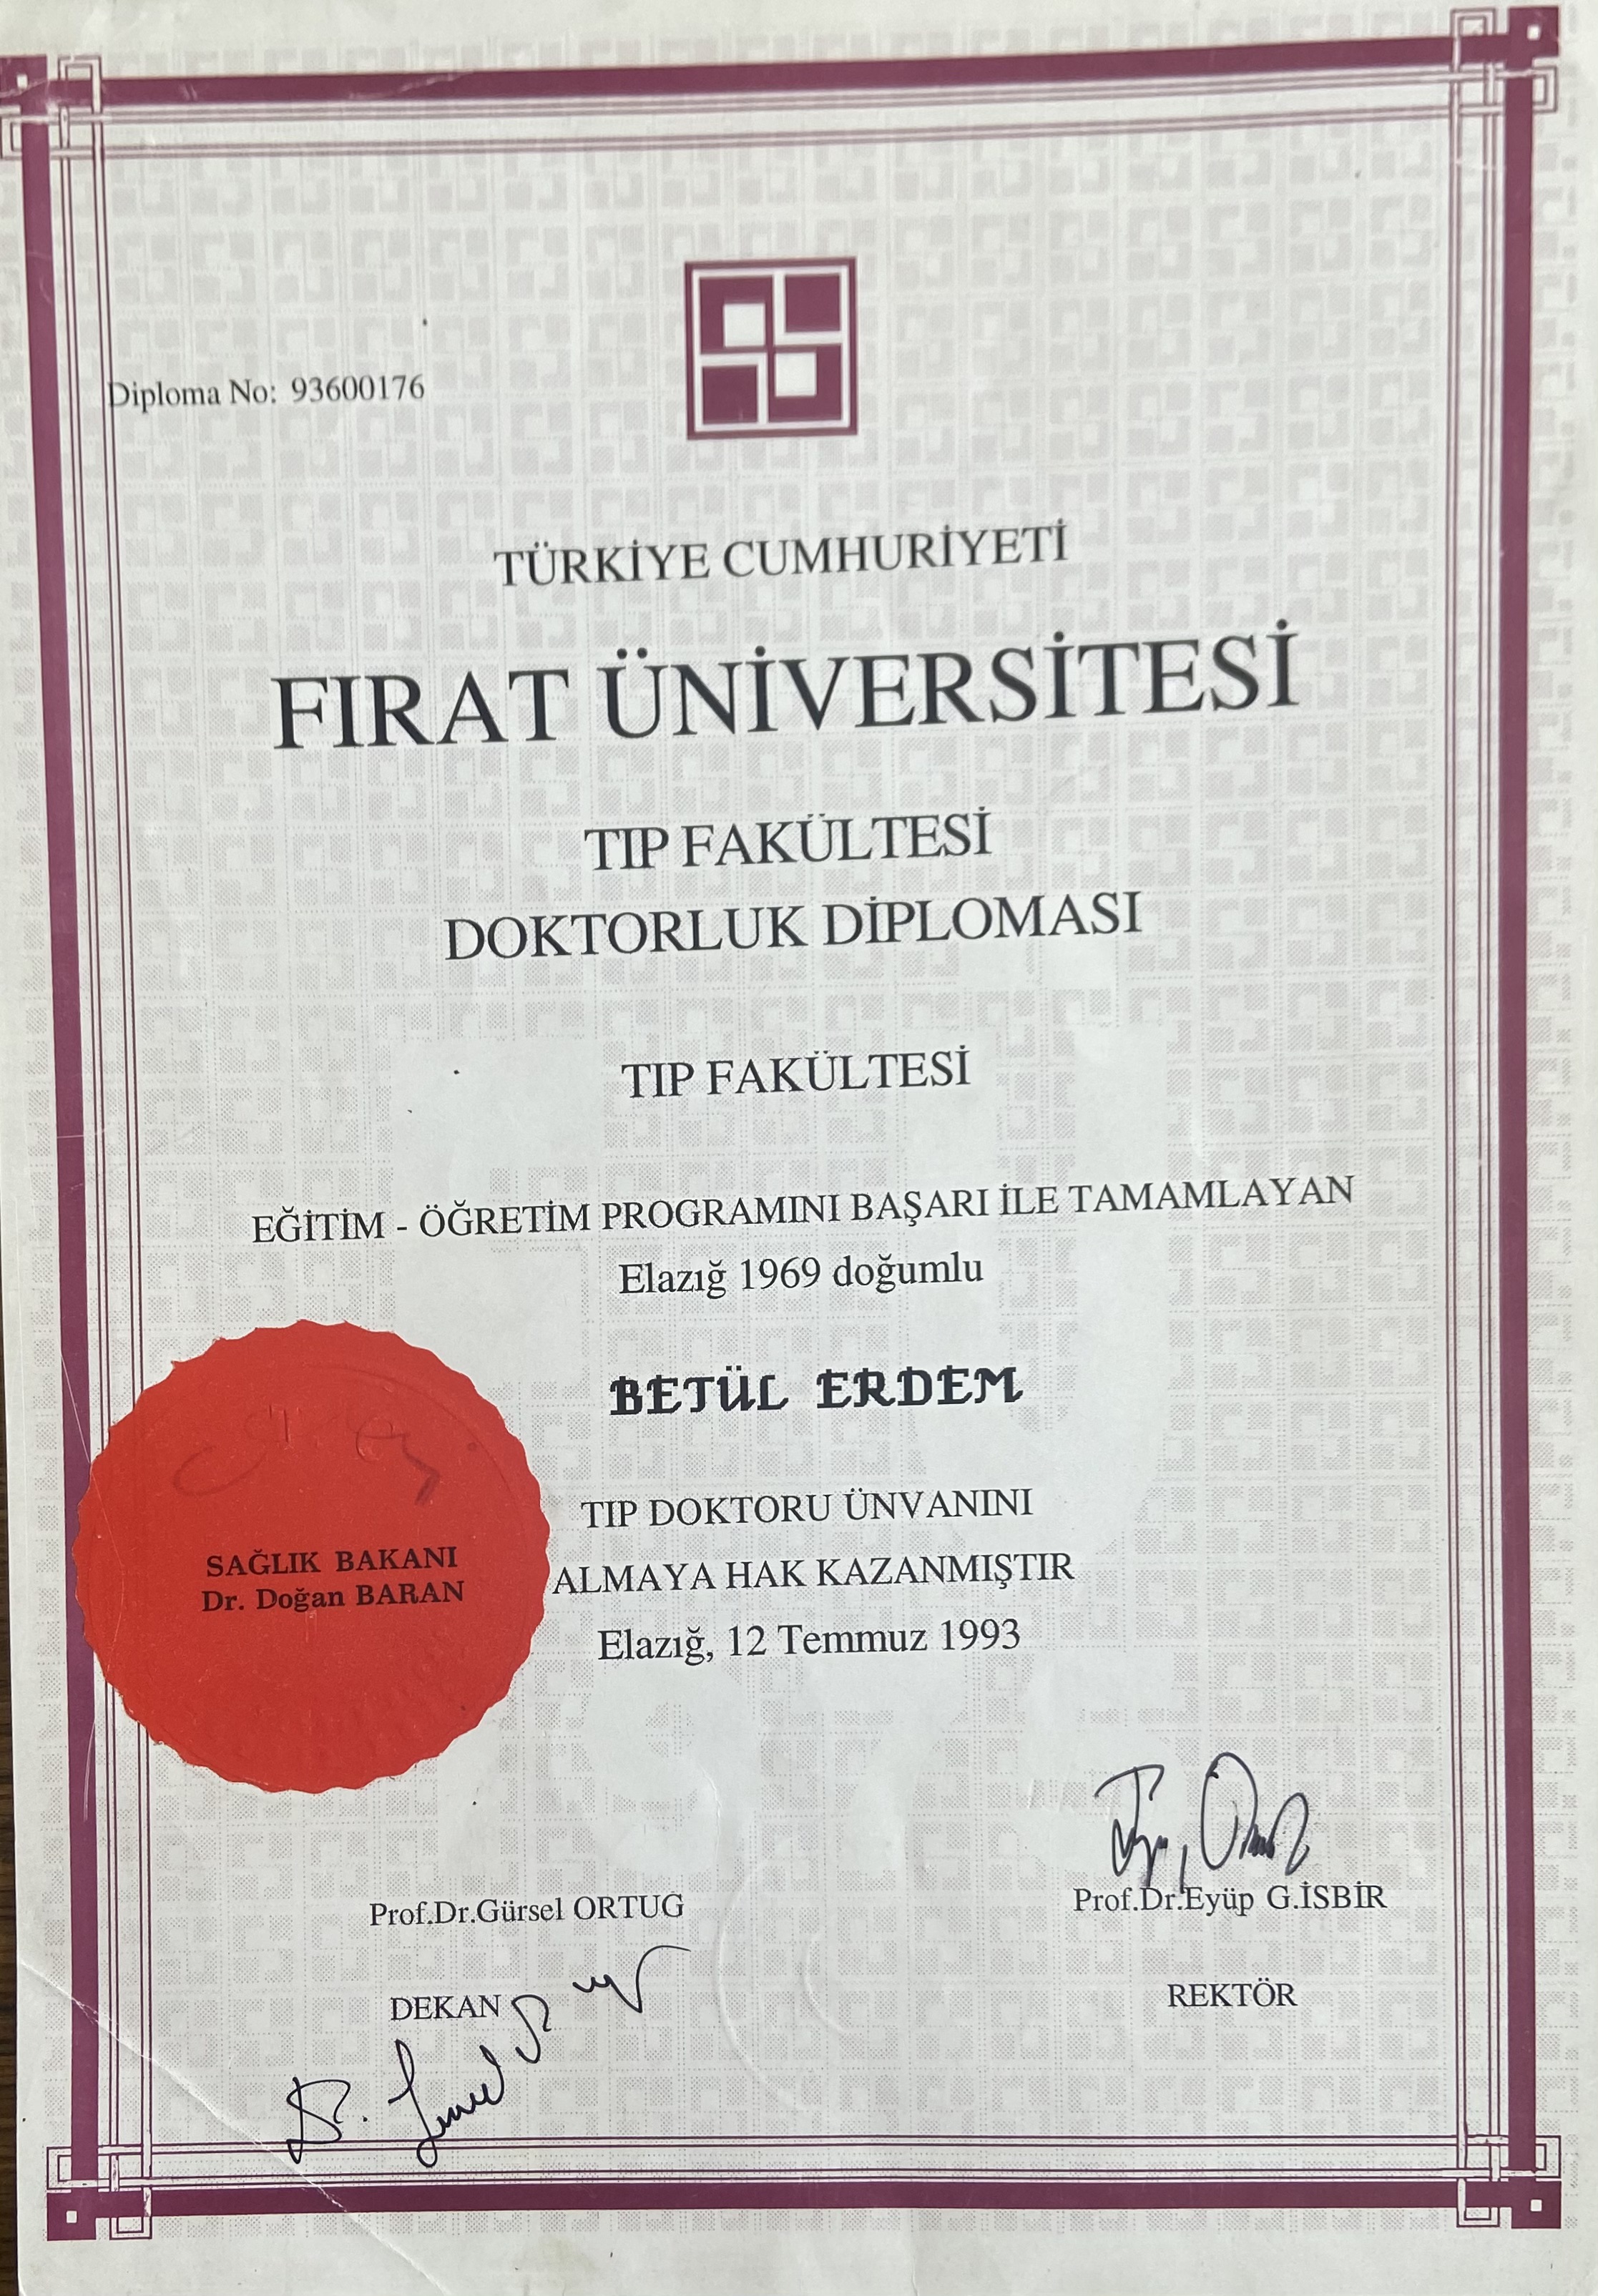 Diploma No: 93600176
TÜRKİYE CUMHURİYETİ
FIRAT ÜNİVERSİTESİ
TIP FAKÜLTESİ
DOKTORLUK DİPLOMASI
TIP FAKÜLTESİ
EĞİTİM - ÖĞRETİM PROGRAMINI BAŞARI İLE TAMAMLAYAN
Elazığ 1969 doğumlu
BETÜL ERDEM
TIP DOKTORU ÜNVANINI
ALMAYA HAK KAZANMIŞTIR
Elazığ, 12 Temmuz 1993
SAĞLIK BAKANI
Dr. Doğan BARAN
Prof.Dr.Gürsel ORTUĞ
DEKAN
Prof.Dr.Eyüp G.İSBİR
REKTÖR